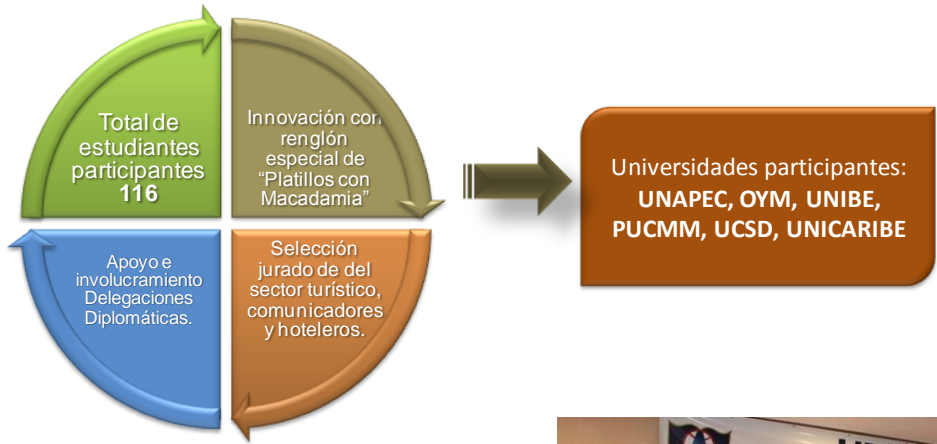 Total de
estudiantes
participantes
116
Innovación con
renglón
especial de
“Platillos con
Macadamia”
Apoyo e
involucramiento
Delegaciones
Diplomáticas.
Selección
jurado de del
sector turístico,
comunicadores
y hoteleros.
Universidades participantes:
UNAPEC, OYM, UNIBE,
PUCMM, UCSD, UNICARIBE